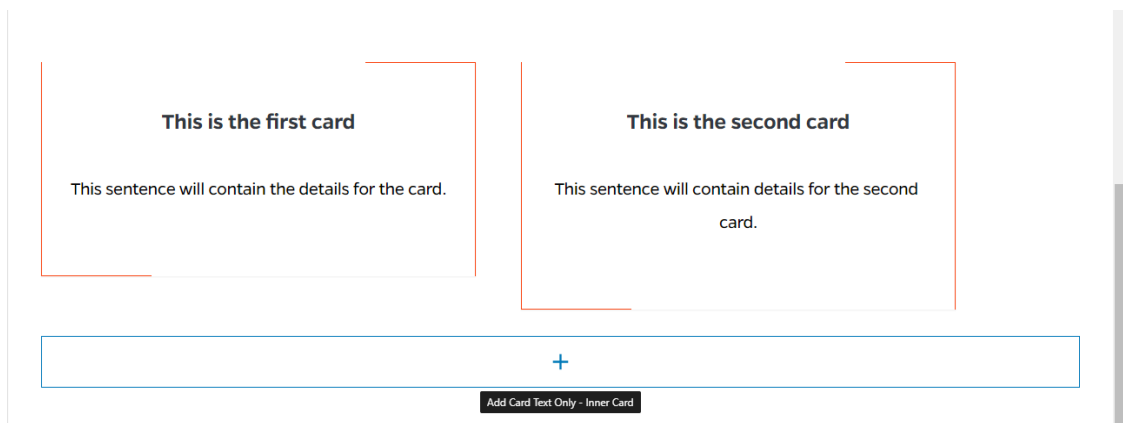 This is the first card
This sentence will contain the details for the card.
This is the second card
This sentence will contain details for the second
card.
+
Add Card Text Only - Inner Card